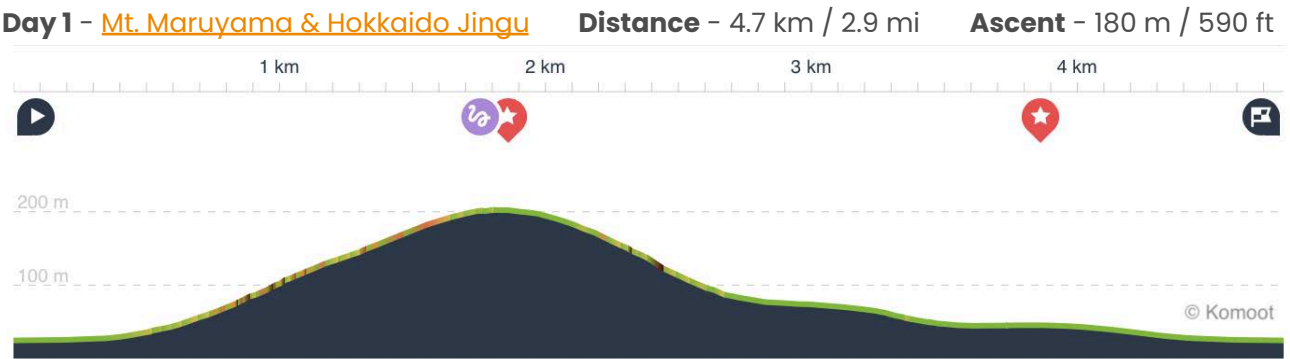 Day 1 - Mt. Maruyama & Hokkaido Jingu Distance - 4.7 km / 2.9 mi Ascent - 180 m / 590 ft
1 km 2 km 3 km 4 km
200 m
100 m
© Komoot